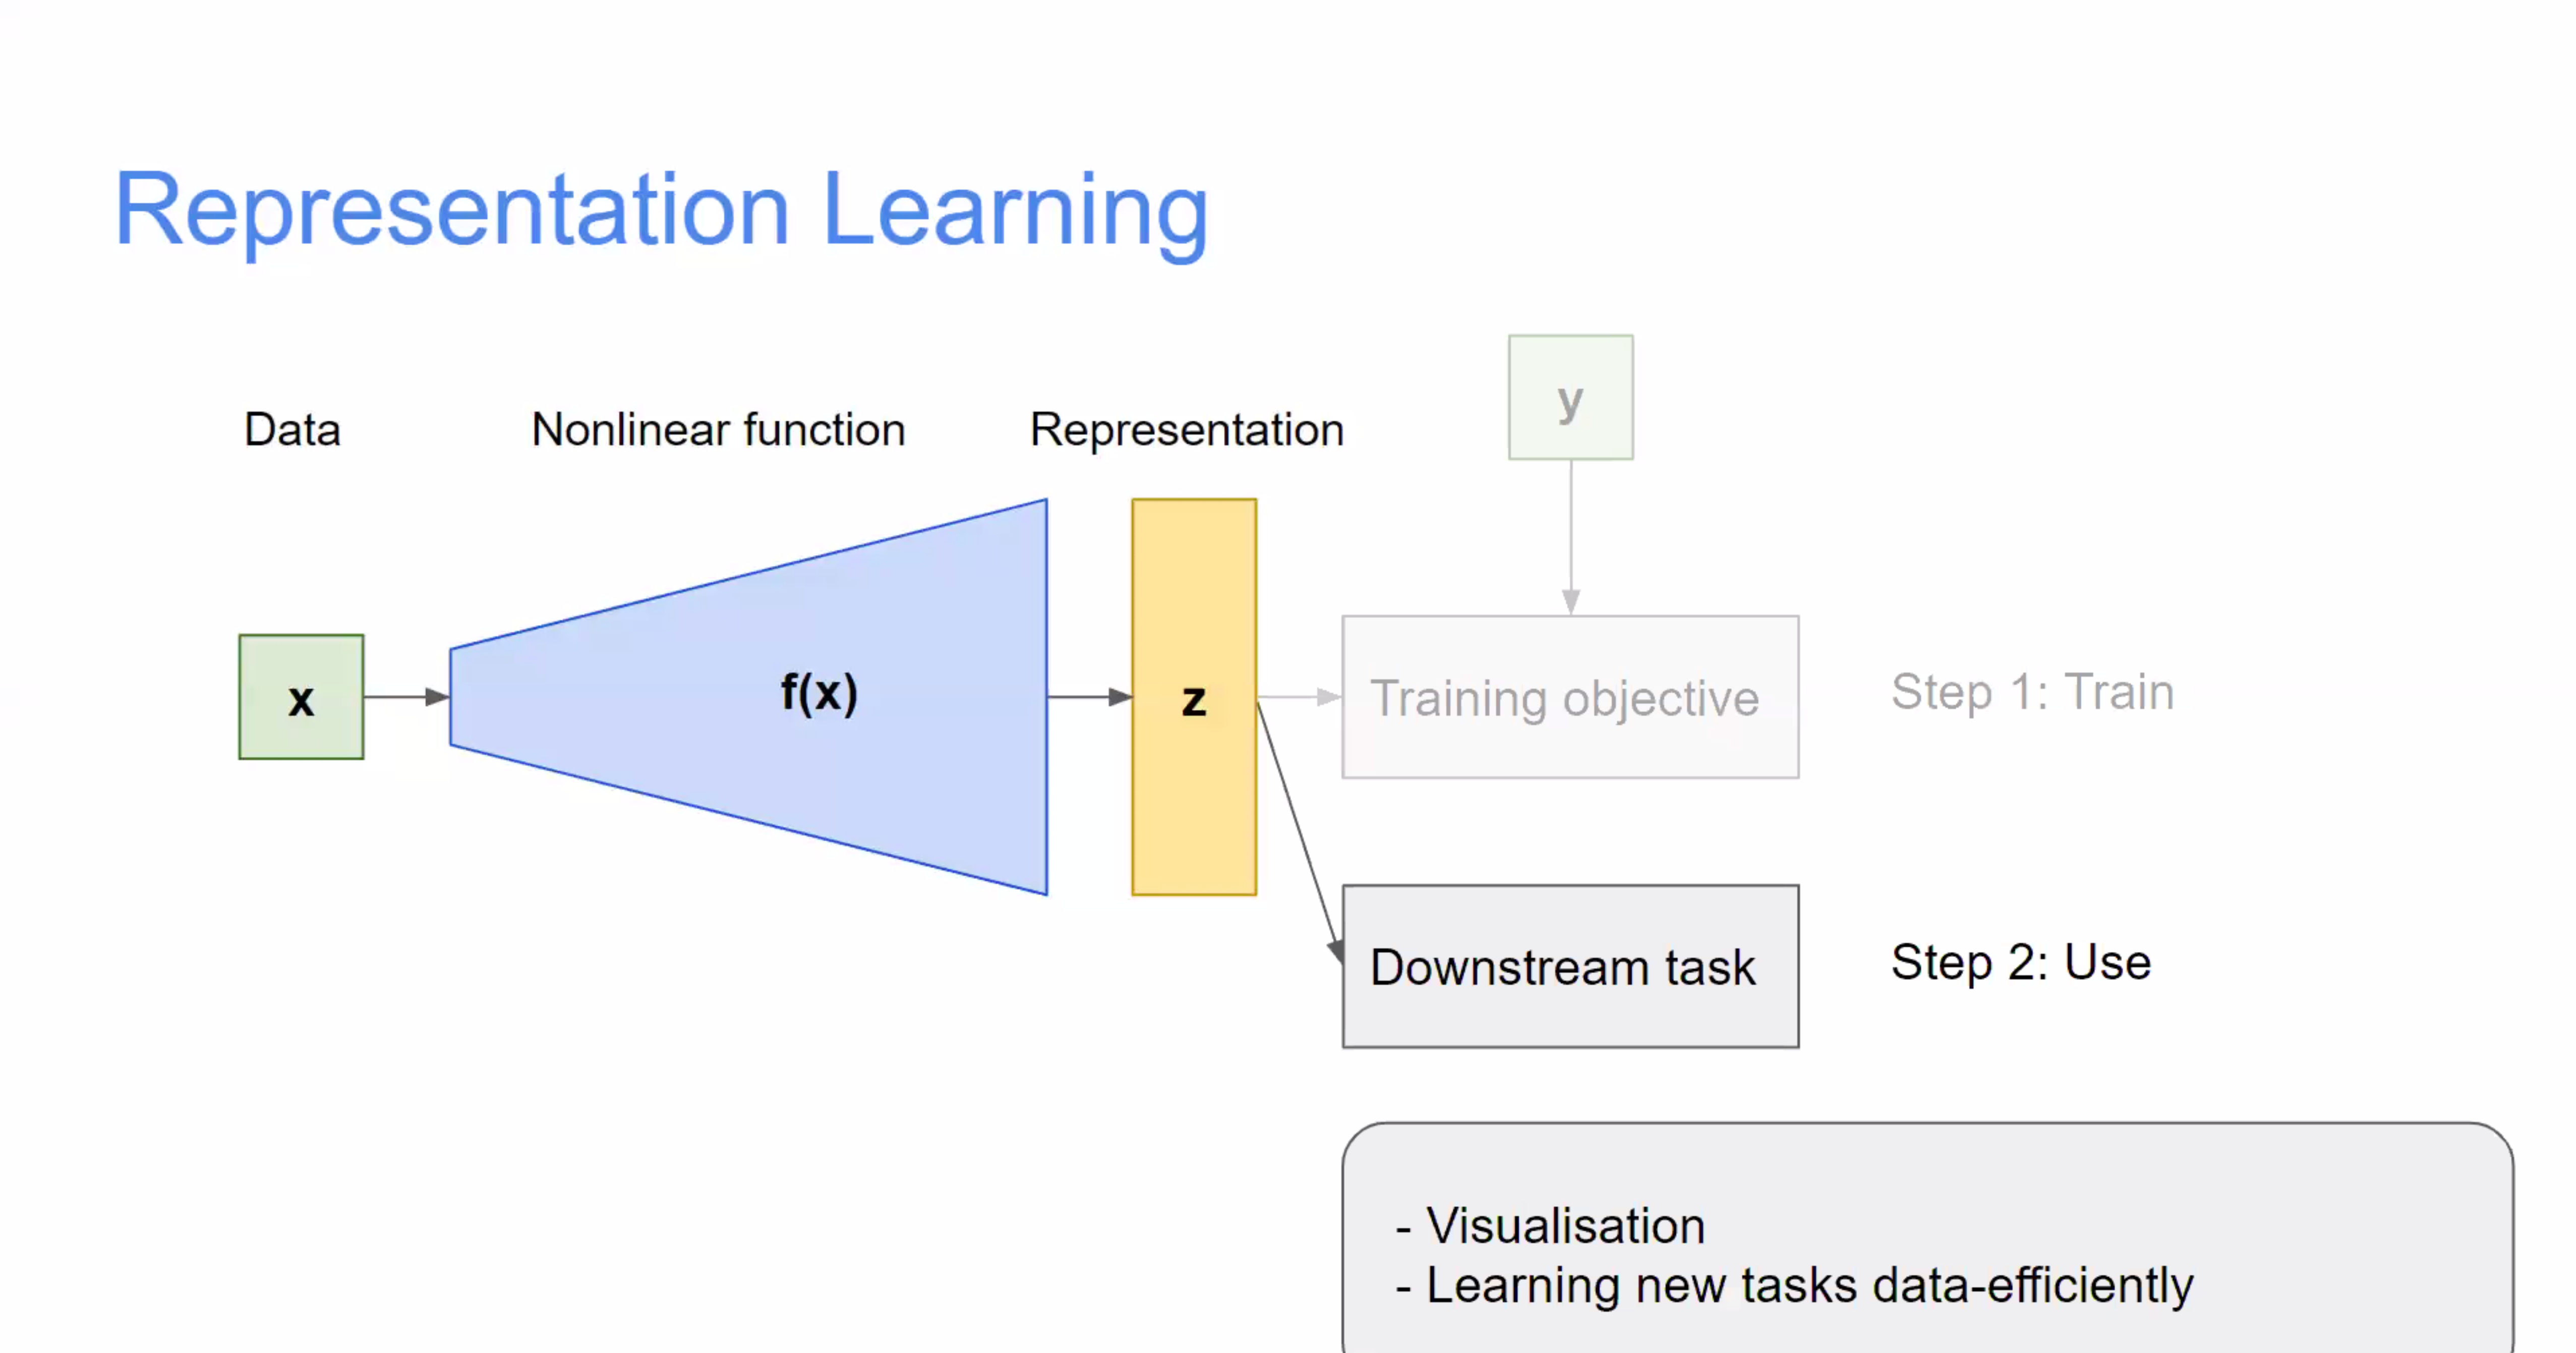 Representation Learning
y
Data
Nonlinear function
Representation
x
f(x)
z
Training objective
Step 1: Train
Downstream task
Step 2: Use
- Visualisation
- Learning new tasks data-efficiently